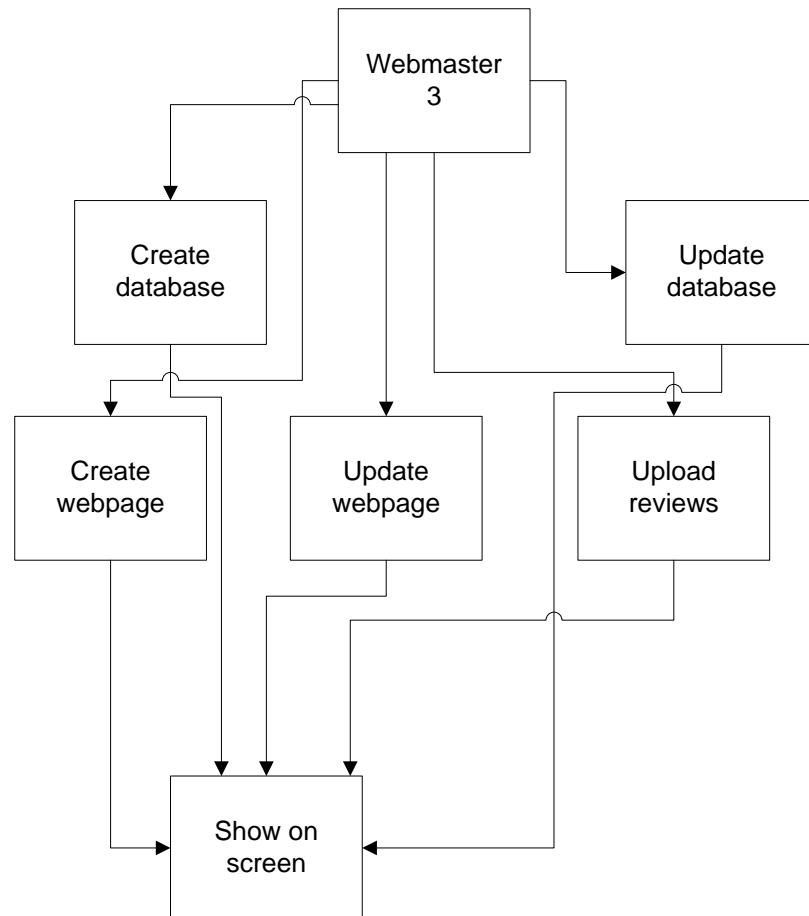 Webmaster
3
Create
database
Update
database
Create
webpage
Update
webpage
Upload
reviews
Show on
screen